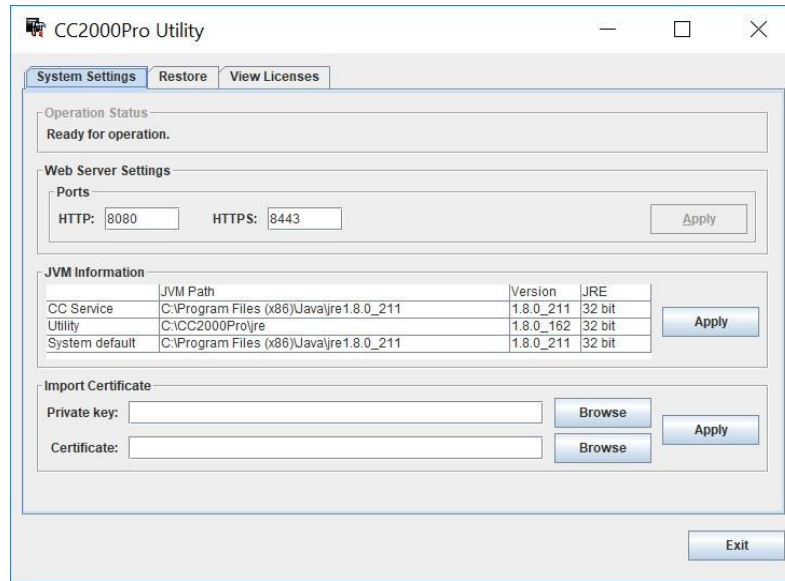 CC2000Pro Utility
System Settings Restore View Licenses
Operation Status
Ready for operation.
Web Server Settings
Ports
HTTP: 8080 HTTPS: 8443 Apply
JVM Information
JVM Path Version JRE
CC Service C:\Program Files (x86)\Java\jre1.8.0_211 1.8.0_211 32 bit
Utility C:\CC2000Pro\jre 1.8.0_162 32 bit
System default C:\Program Files (x86)\Java\jre1.8.0_211 1.8.0_211 32 bit
Apply
Import Certificate
Private key: Browse
Apply
Certificate: Browse
Exit